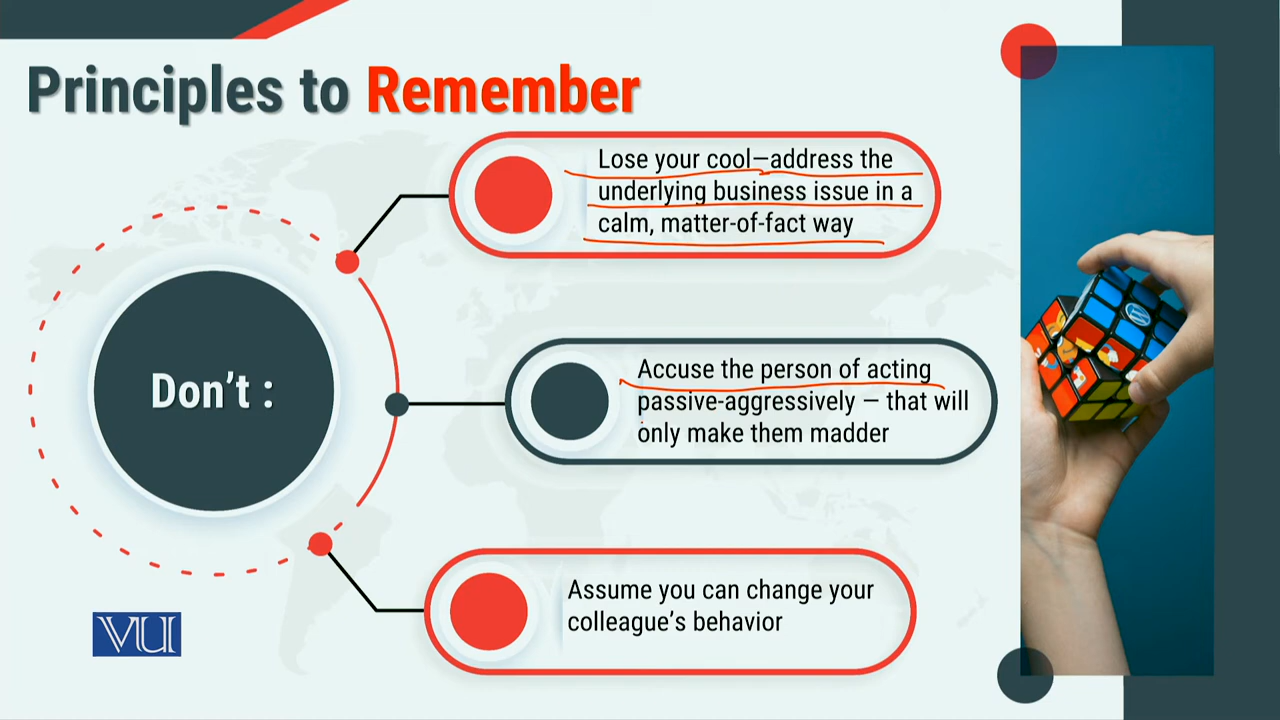 Principles to Remember
Lose your cool—address the
underlying business issue in a
calm, matter-of-fact way
Don't :
Accuse the person of acting
passive-aggressively — that will
only make them madder
Assume you can change your
colleague's behavior
VU